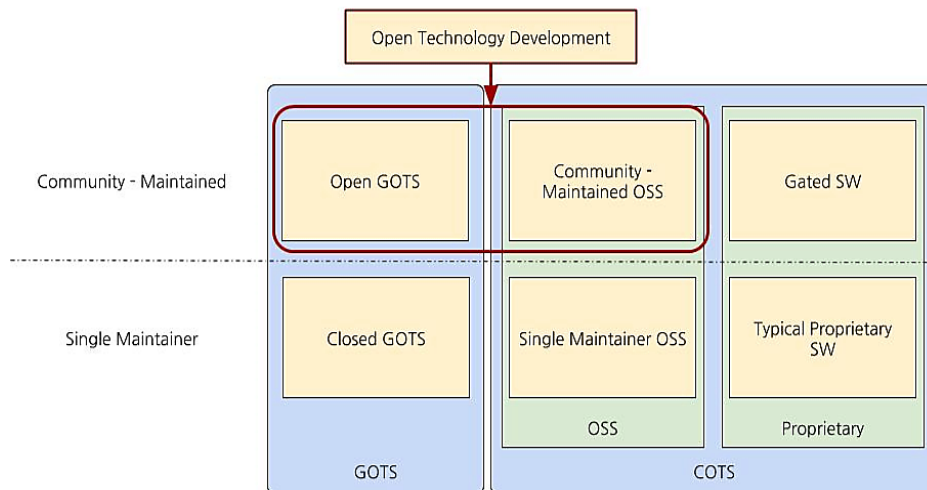 Open Technology Development
Community - Maintained
Open GOTS
Community -
Maintained OSS
Gated SW
Single Maintainer
Closed GOTS
Single Maintainer OSS
Typical Proprietary
SW
OSS
Proprietary
GOTS
COTS